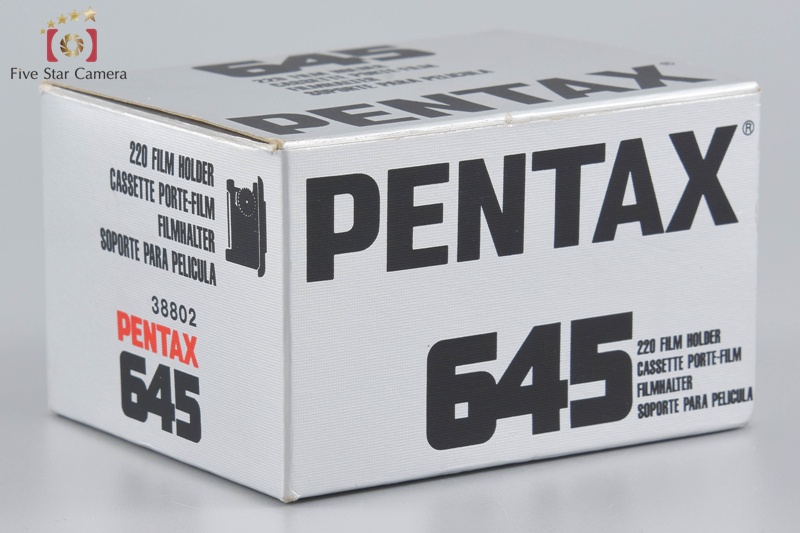 Five Star Camera
645
220 FILM HOLDER
CASSETTE PORTE-FILM
FILMHALTER
SOPORTE PARA PELICULA
PENTAX®
220 FILM HOLDER
CASSETTE PORTE-FILM
FILMHALTER
SOPORTE PARA PELICULA
38802
PENTAX
645
PENTAX®
645
220 FILM HOLDER
CASSETTE PORTE-FILM
FILMHALTER
SOPORTE PARA PELICULA